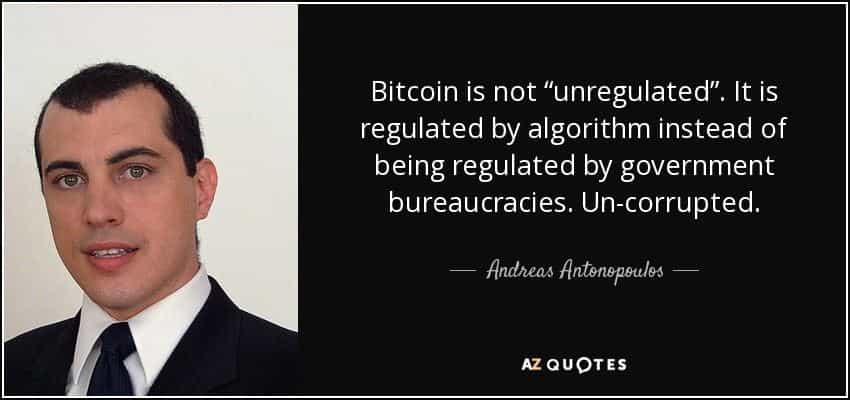 Bitcoin is not “unregulated”. It is
regulated by algorithm instead of
being regulated by government
bureaucracies. Un-corrupted.
Andreas Antonopoulos
AZ QUOTES